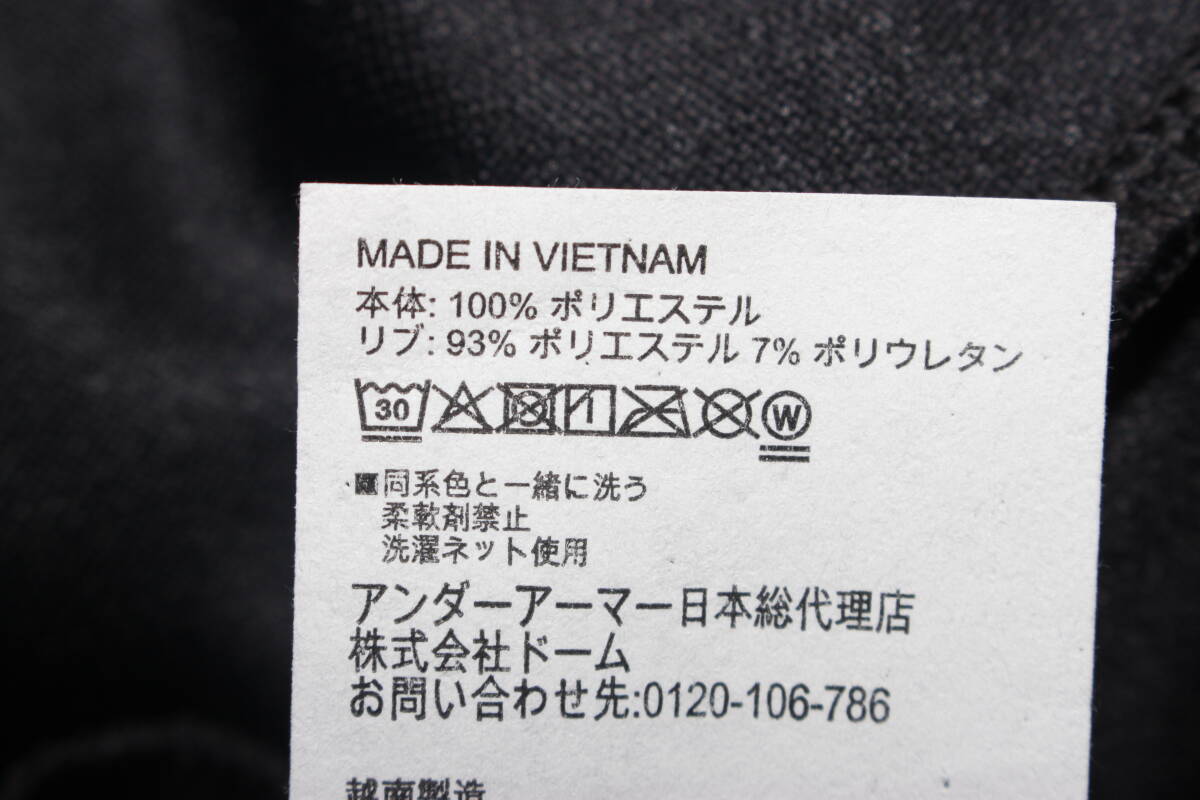 MADE IN VIETNAM
本体: 100% ポリエステル
リブ: 93% ポリエステル 7% ポリウレタン
30 W
■同系色と一緒に洗う
柔軟剤禁止
洗濯ネット使用
アンダーアーマー日本総代理店
株式会社ドーム
お問い合わせ先:0120-106-786
越南製造